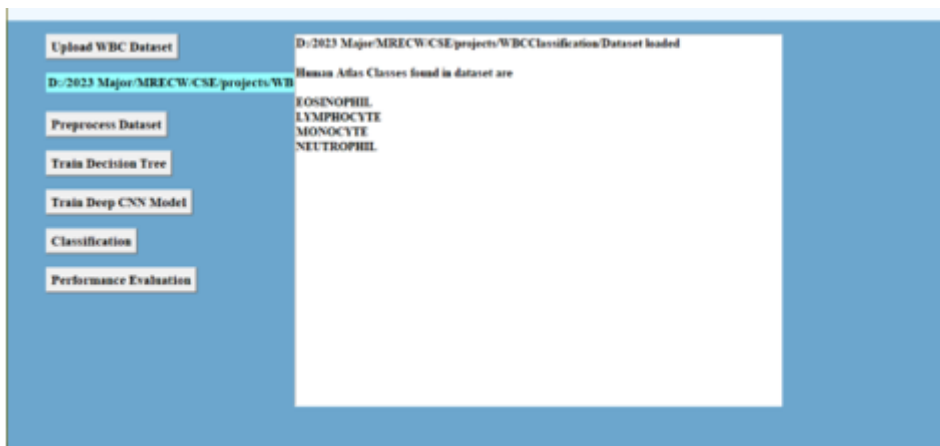 Upload WBC Dataset
D:/2023 Major/MRECW/CSE/projects/WB
Preprocess Dataset
Train Decision Tree
Train Deep CNN Model
Classification
Performance Evaluation
D:/2023 Major/MRECW/CSE/projects/WBCClassification/Dataset loaded
Human Atlas Classes found in dataset are
EOSINOPHIL
LYMPHOCYTE
MONOCYTE
NEUTROPHIL